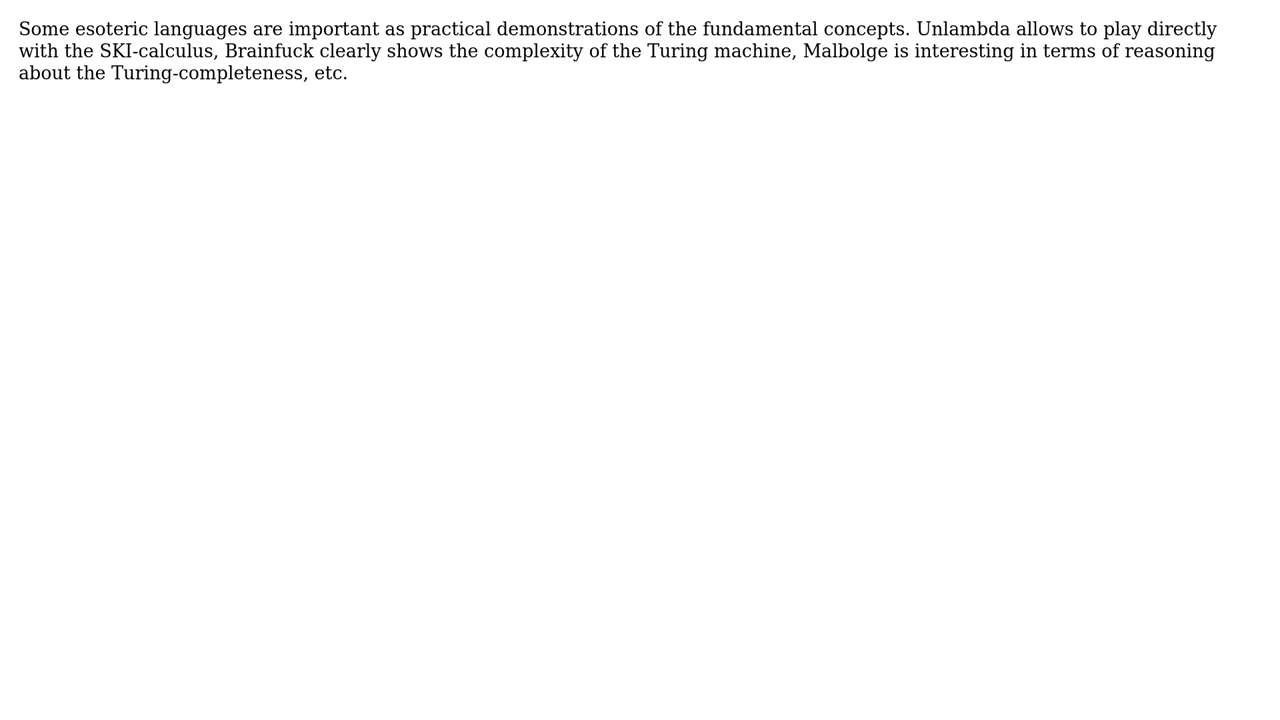 Some esoteric languages are important as practical demonstrations of the fundamental concepts. Unlambda allows to play directly
with the SKI-calculus, Brainfuck clearly shows the complexity of the Turing machine, Malbolge is interesting in terms of reasoning
about the Turing-completeness, etc.